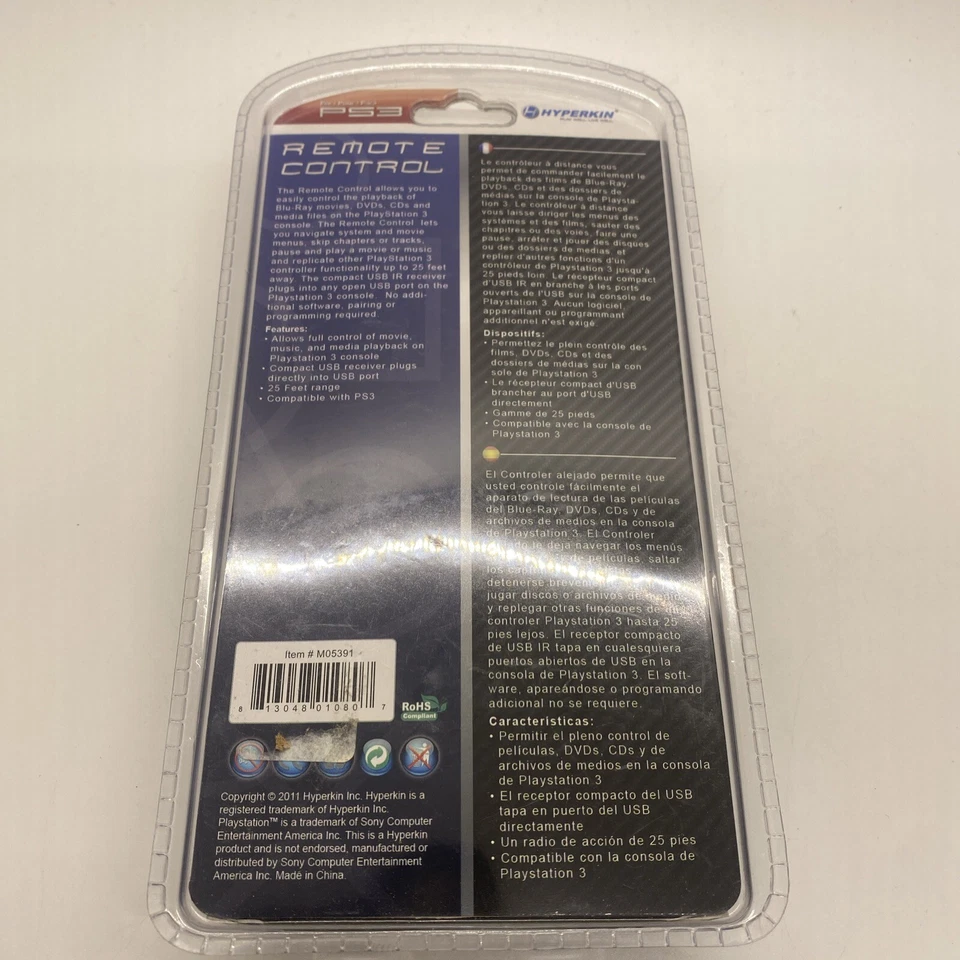 PS3
HYPERKIN
REMOTE
CONTROL
The Remote Control allows you to
easily control the playback of
Blu-Ray movies, DVDs, CDs and
media files on the PlayStation 3
console. The Remote Control lets
you navigate system and movie
menus, skip chapters or tracks,
pause and play a movie or music
and replicate other PlayStation 3
controller functionality up to 25 feet
away. The compact USB IR receiver
plugs into any open USB port on the
Playstation 3 console. No addi-
tional software, pairing or
programming required.
Features:
• Allows full control of movie,
music, and media playback on
Playstation 3 console
• Compact USB receiver plugs
directly into USB port
• 25 Feet range
• Compatible with PS3
Item # M05391
8 13048 01080 7
RoHS
Compliant
Copyright © 2011 Hyperkin Inc. Hyperkin is a
registered trademark of Hyperkin Inc.
Playstation™ is a trademark of Sony Computer
Entertainment America Inc. This is a Hyperkin
product and is not endorsed, manufactured or
distributed by Sony Computer Entertainment
America Inc. Made in China.
Le contrôleur à distance vous
permet de commander facilement le
playback des films de Blue-Ray,
DVDs, CDs et des dossiers de
médias sur la console de Playsta-
tion 3. Le contrôleur à distance
vous laisse diriger les menus des
systèmes et des films, sauter des
chapitres ou des voies, faire une
pause, arrêter et jouer des disques
ou des dossiers de medias, et
replier d'autres fonctions d'un
contrôleur de Playstation 3 jusqu'à
25 pieds loin. Le récepteur compact
d'USB IR en branche à les ports
ouverts de l'USB sur la console de
Playstation 3. Aucun logiciel,
appareillant ou programmant
additionnel n'est exigé.
Dispositifs:
• Permettez le plein contrôle des
films, DVDs, CDs et des
dossiers de médias sur la con
sole de Playstation 3
• Le récepteur compact d'USB
brancher au port d'USB
directement
• Gamme de 25 pieds
• Compatible avec la console de
Playstation 3
El Controler alejado permite que
usted controle fácilmente el
aparato de lectura de las películas
del Blue-Ray, DVDs, CDs y de
archivos de medios en la consola
de Playstation 3. El Controler
le deja navegar los menús
de películas, saltar
los
detenerse
jugar discos o archivos de
y replegar otras funciones de
controler Playstation 3 hasta 25
pies lejos. El receptor compacto
de USB IR tapa en cualesquiera
puertos abiertos de USB en la
consola de Playstation 3. El soft-
ware, apareándose o programando
adicional no se requiere.
Caracteristicas:
• Permitir el pleno control de
películas, DVDs, CDs y de
archivos de medios en la consola
de Playstation 3
• El receptor compacto del USB
tapa en puerto del USB
directamente
• Un radio de acción de 25 pies
• Compatible con la consola de
Playstation 3